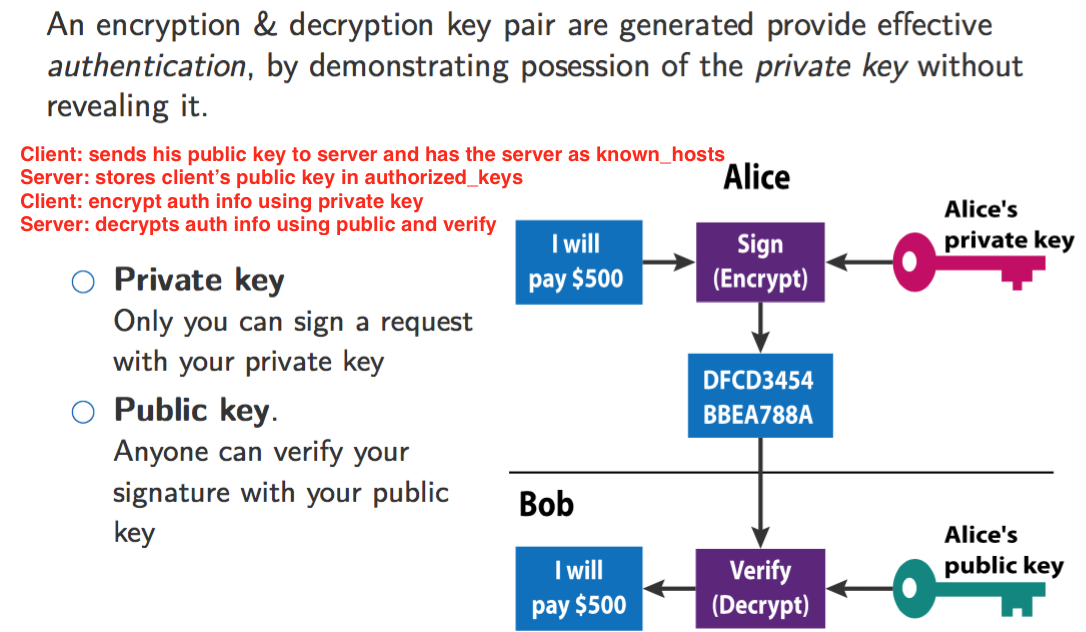 An encryption & decryption key pair are generated provide effective
authentication, by demonstrating posession of the private key without
revealing it.
Client: sends his public key to server and has the server as known_hosts
Server: stores client's public key in authorized_keys
Client: encrypt auth info using private key
Server: decrypts auth info using public and verify
Private key
Only you can sign a request
with your private key
Public key.
Anyone can verify your
signature with your public
key
Alice
I will
pay $500
Sign
(Encrypt)
Alice's
private key
DFCD3454
BBEA788A
Bob
I will
pay $500
Verify
(Decrypt)
Alice's
public key